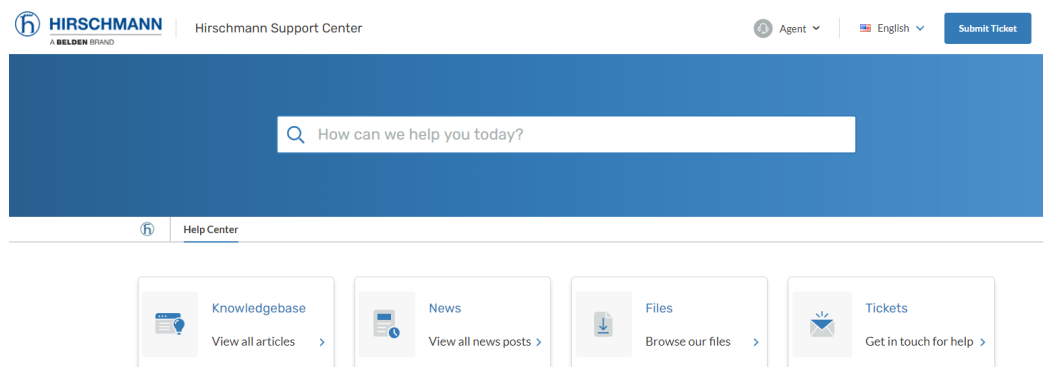 HIRSCHMANN
A BELDEN BRAND
Hirschmann Support Center
Agent
English
Submit Ticket
How can we help you today?
Help Center
Knowledgebase
View all articles
News
View all news posts
Files
Browse our files
Tickets
Get in touch for help